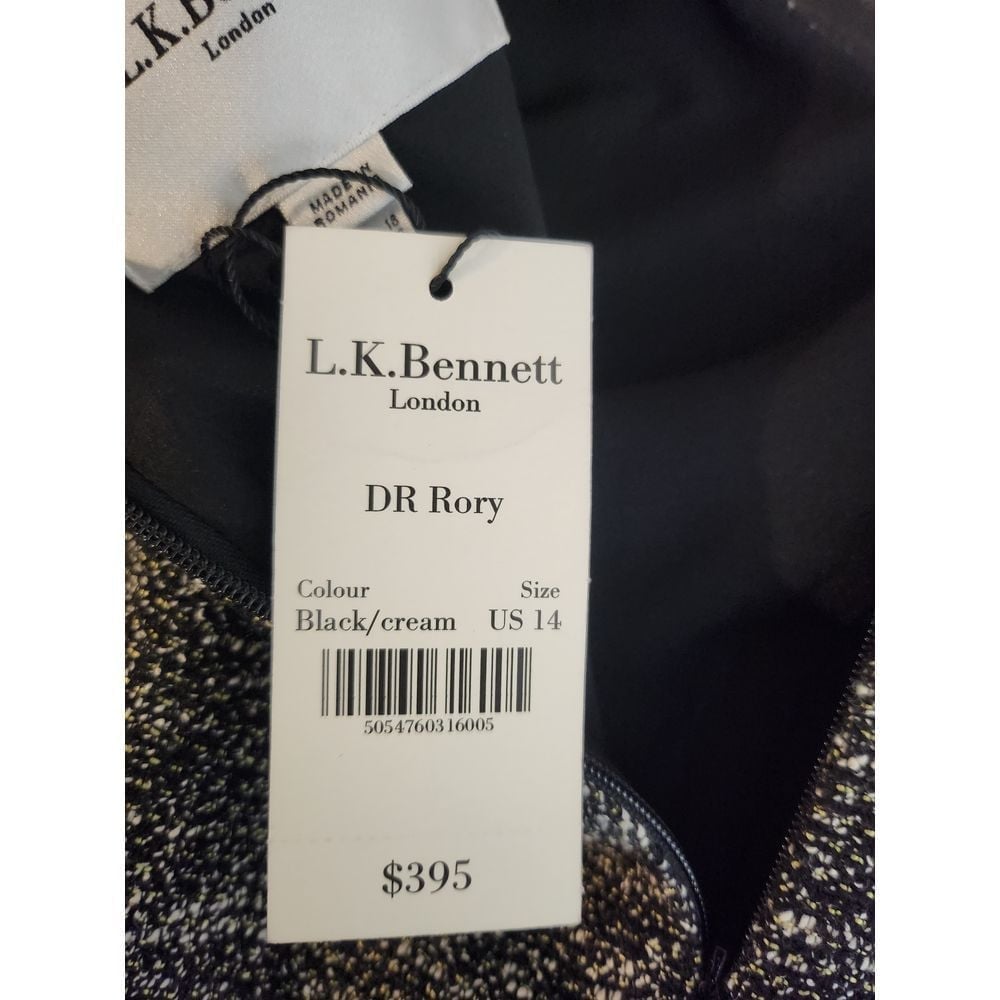 L.K.B
London
MADE IN
ROMANI
18
L.K.Bennett
London
DR Rory
Colour Size
Black/cream US 14
5054760316005
$395